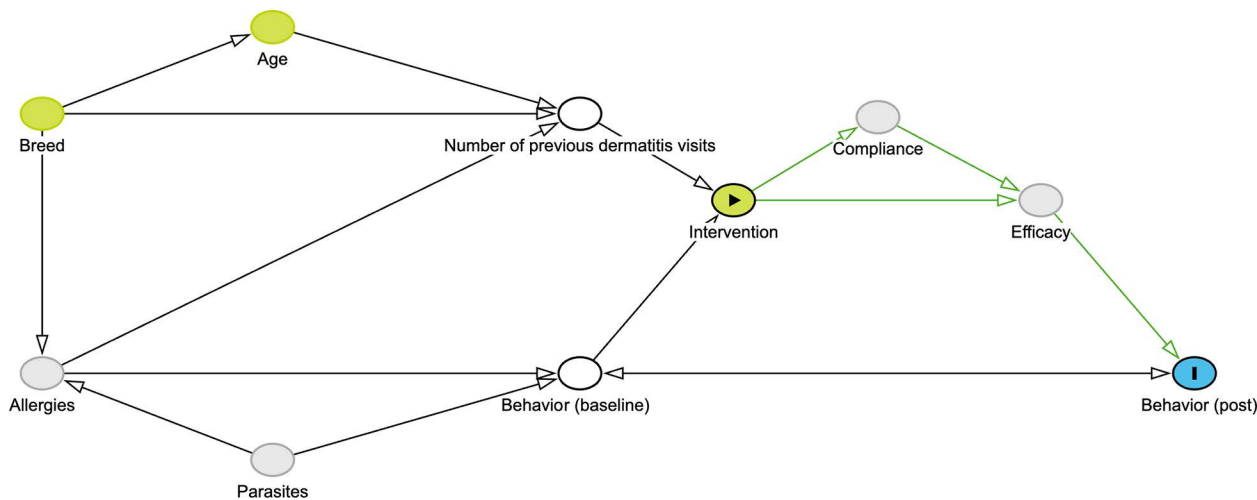 Age
Breed
Number of previous dermatitis visits
Compliance
Intervention
Efficacy
Allergies
Behavior (baseline)
Behavior (post)
Parasites